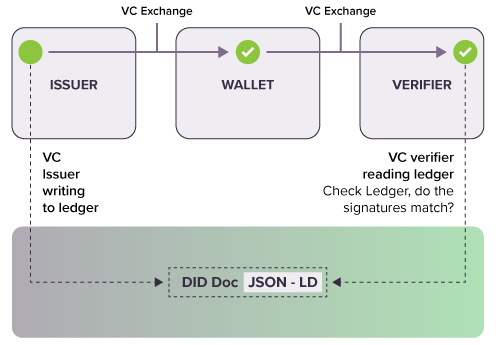 VC Exchange
VC Exchange
ISSUER
WALLET
VERIFIER
VC
Issuer
writing
to ledger
VC verifier
reading ledger
Check Ledger, do the
signatures match?
DID Doc JSON - LD